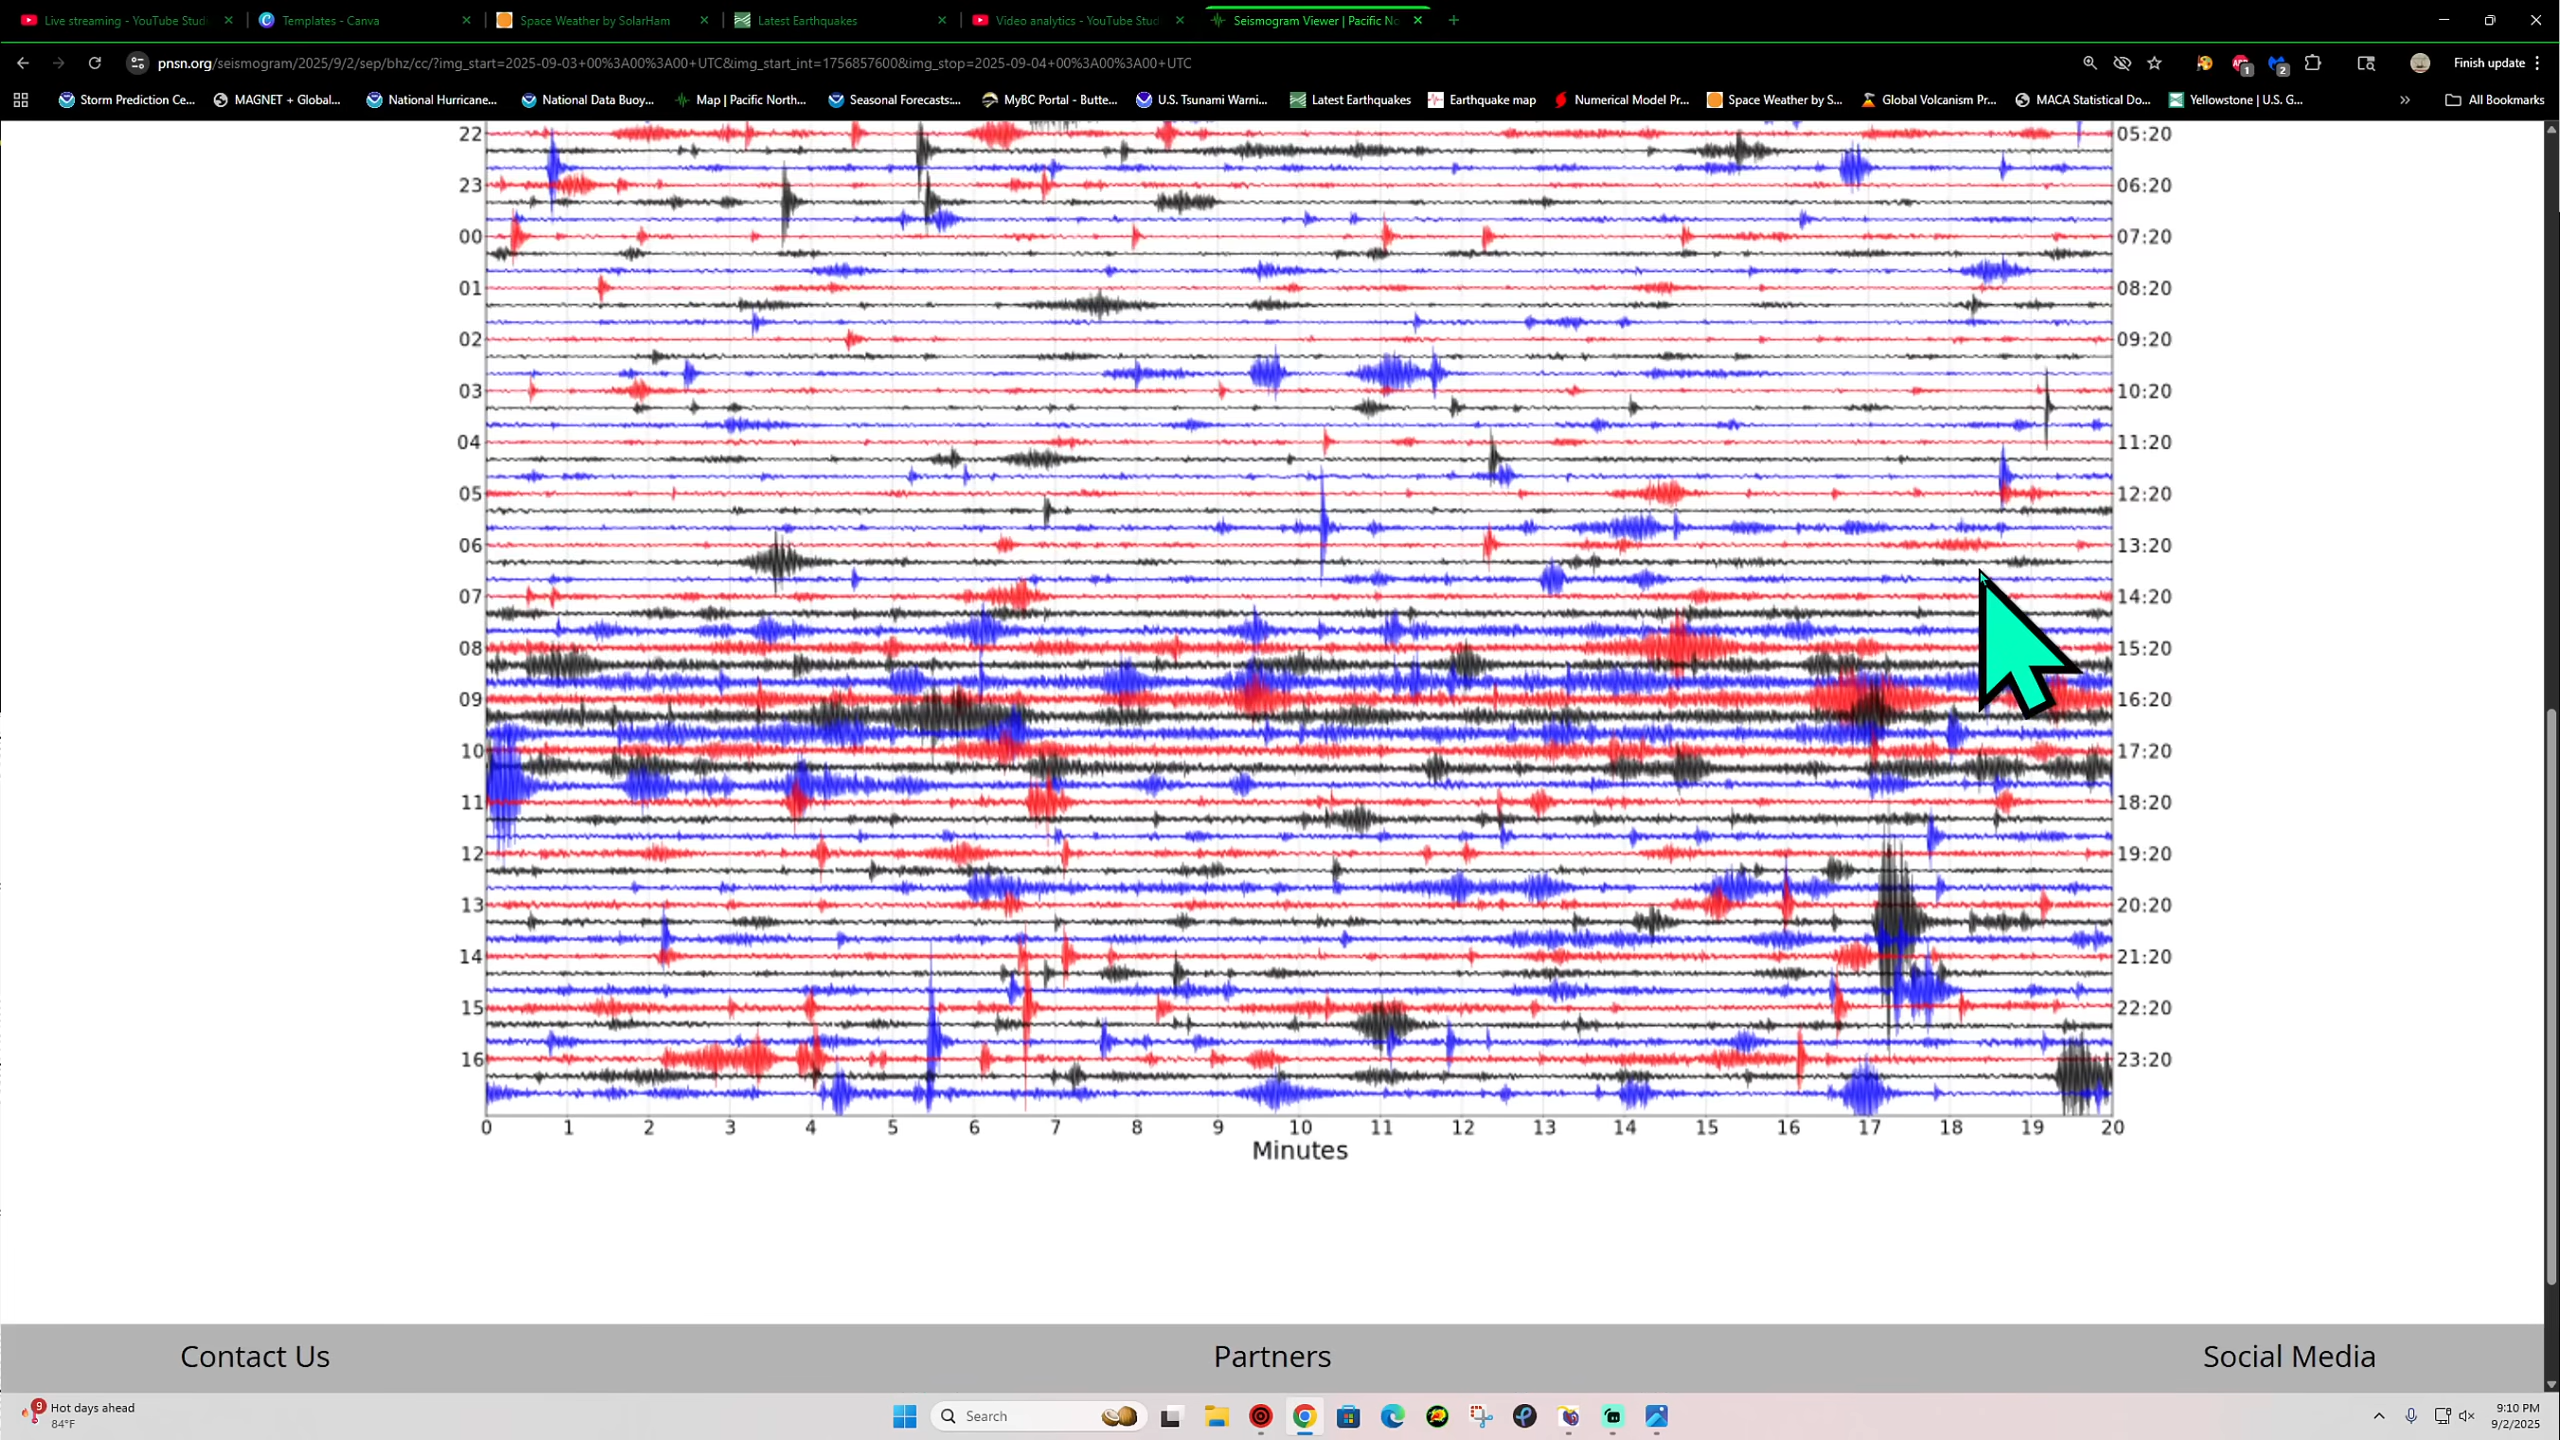 Live streaming - YouTube Studi
Templates - Canva
Space Weather by SolarHam
Latest Earthquakes
Video analytics - YouTube Stud
Seismogram Viewer | Pacific No
pnsn.org/seismogram/2025/9/2/sep/bhz/cc/?img_start=2025-09-03+00%3A00%3A00+UTC&img_start_int=1756857600&img_stop=2025-09-04+00%3A00%3A00+UTC
1
2
Finish update
Storm Prediction Ce...
MAGNET + Global...
National Hurricane...
National Data Buoy...
Map | Pacific North...
Seasonal Forecasts:...
MyBC Portal - Butte...
U.S. Tsunami Warni...
Latest Earthquakes
Earthquake map
Numerical Model Pr...
Space Weather by S...
Global Volcanism Pr...
MACA Statistical Do...
Yellowstone | U.S. G...
All Bookmarks
22 05:20
23 06:20
00 07:20
01 08:20
02 09:20
03 10:20
04 11:20
05 12:20
06 13:20
07 14:20
08 15:20
09 16:20
10 17:20
11 18:20
12 19:20
13 20:20
14 21:20
15 22:20
16 23:20
0 1 2 3 4 5 6 7 8 9 10 11 12 13 14 15 16 17 18 19 20
Minutes
Contact Us
Partners
Social Media
9
Hot days ahead
84°F
Search
9:10 PM
9/2/2025